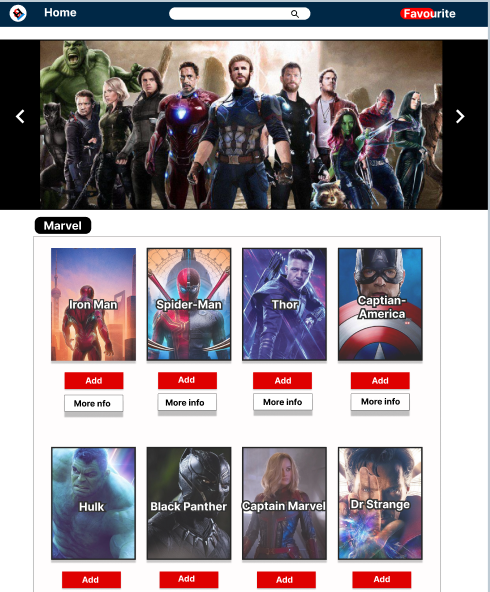 Home
Favourite
Marvel
Iron Man
Spider-Man
Thor
Captian-
America
Add
Add
Add
Add
More nfo
More info
More info
More info
Hulk
Black Panther
Captain Marvel
Dr Strange
Add
Add
Add
Add